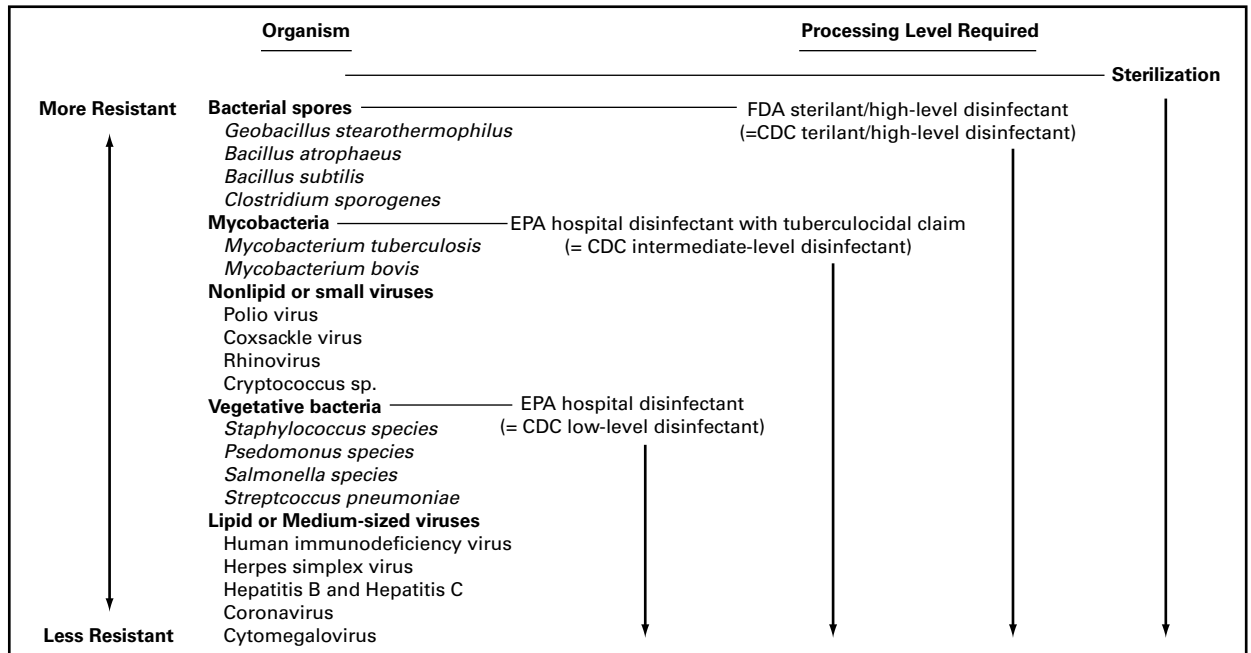 Organism Processing Level Required
Sterilization
More Resistant Bacterial spores FDA sterilant/high-level disinfectant
Geobacillus stearothermophilus (=CDC terilant/high-level disinfectant)
Bacillus atrophaeus
Bacillus subtilis
Clostridium sporogenes
Mycobacteria EPA hospital disinfectant with tuberculocidal claim
Mycobacterium tuberculosis (= CDC intermediate-level disinfectant)
Mycobacterium bovis
Nonlipid or small viruses
Polio virus
Coxsackle virus
Rhinovirus
Cryptococcus sp.
Vegetative bacteria EPA hospital disinfectant
Staphylococcus species (= CDC low-level disinfectant)
Psedomonus species
Salmonella species
Streptcoccus pneumoniae
Lipid or Medium-sized viruses
Human immunodeficiency virus
Herpes simplex virus
Hepatitis B and Hepatitis C
Coronavirus
Less Resistant Cytomegalovirus